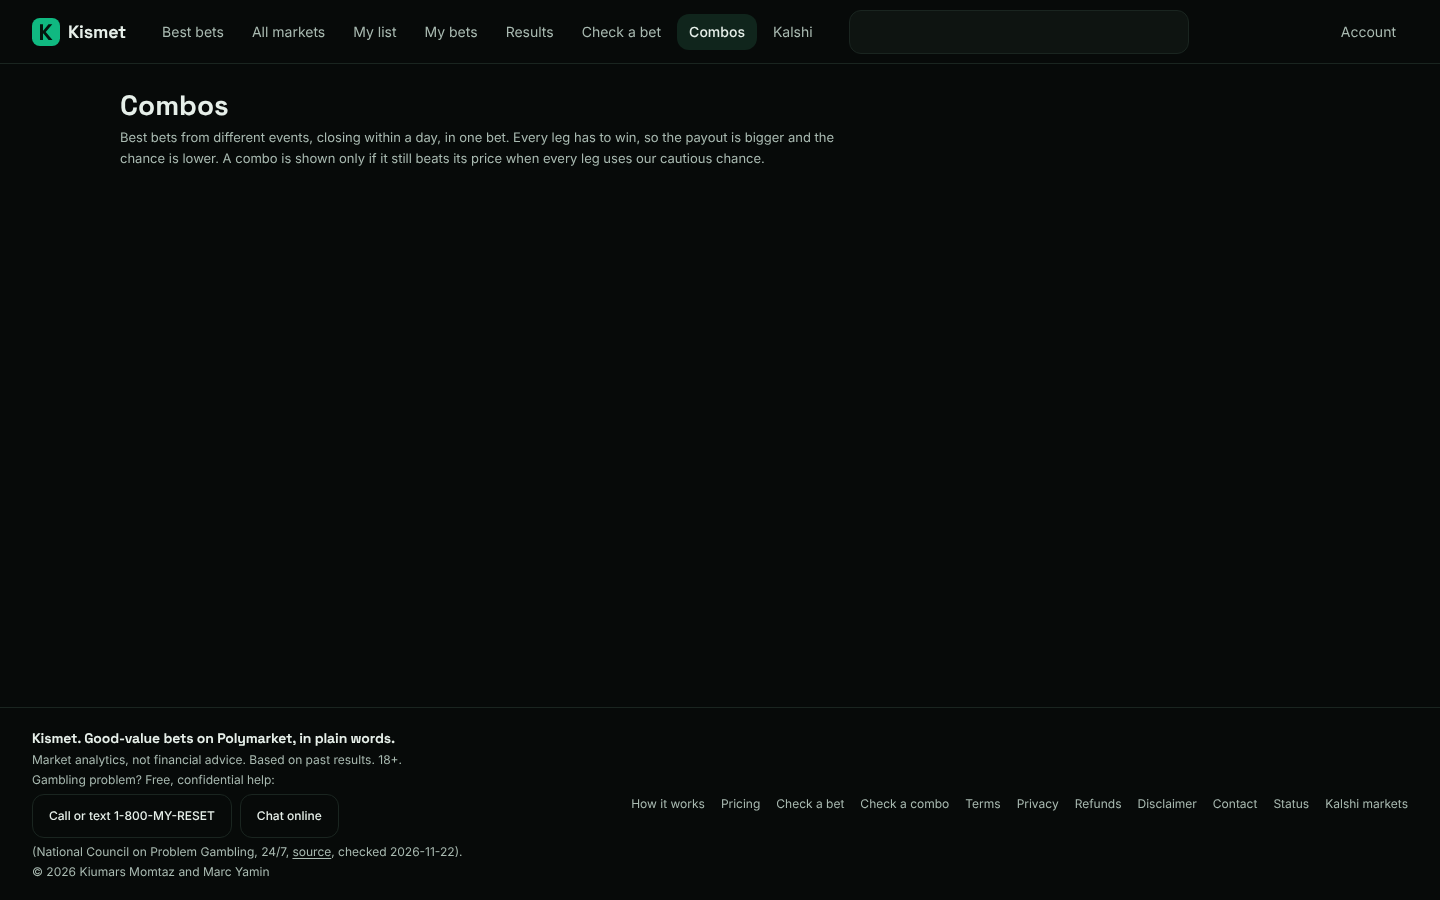 K Kismet Best bets All markets My list My bets Results Check a bet Combos Kalshi Account
Combos
Best bets from different events, closing within a day, in one bet. Every leg has to win, so the payout is bigger and the
chance is lower. A combo is shown only if it still beats its price when every leg uses our cautious chance.
Kismet. Good-value bets on Polymarket, in plain words.
Market analytics, not financial advice. Based on past results. 18+.
Gambling problem? Free, confidential help:
Call or text 1-800-MY-RESET Chat online
(National Council on Problem Gambling, 24/7, source, checked 2026-11-22).
© 2026 Kiumars Momtaz and Marc Yamin
How it works Pricing Check a bet Check a combo Terms Privacy Refunds Disclaimer Contact Status Kalshi markets